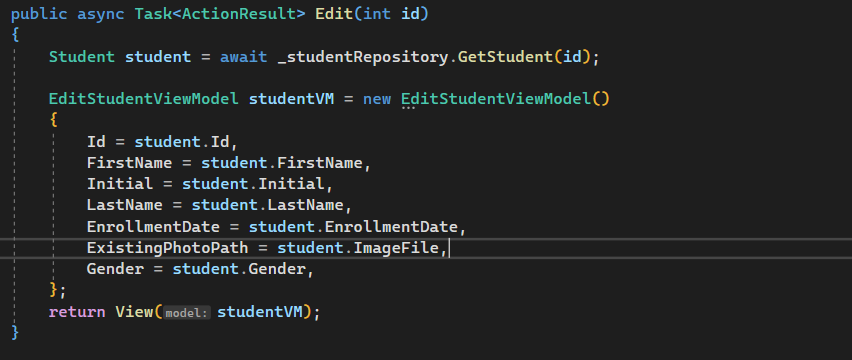 public async Task<ActionResult> Edit(int id)
{
Student student = await _studentRepository.GetStudent(id);
EditStudentViewModel studentVM = new EditStudentViewModel()
{
Id = student.Id,
FirstName = student.FirstName,
Initial = student.Initial,
LastName = student.LastName,
EnrollmentDate = student.EnrollmentDate,
ExistingPhotoPath = student.ImageFile,
Gender = student.Gender,
};
return View(model: studentVM);
}